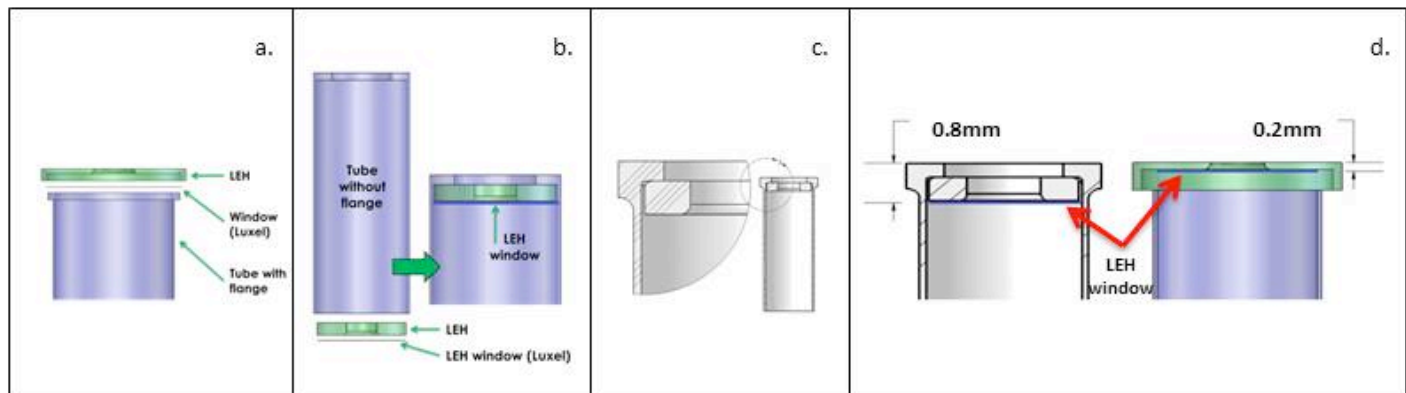 a.
LEH
Window
(Luxel)
Tube with
flange
b.
Tube
without
flange
LEH
window
LEH
LEH window (Luxel)
c.
d.
0.8mm
0.2mm
LEH
window